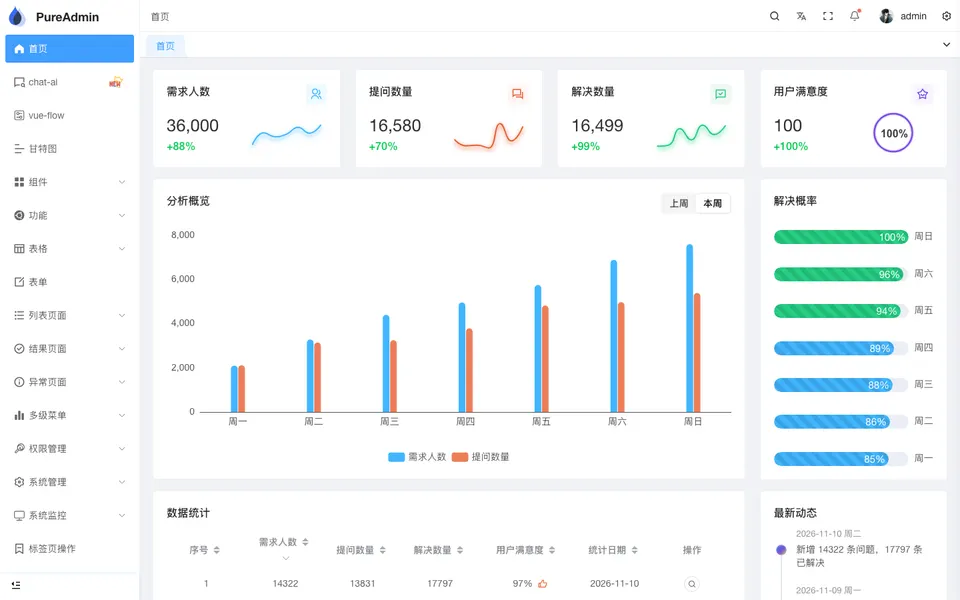 PureAdmin
首页
admin
首页
首页
chat-ai
NEW
vue-flow
甘特图
组件
功能
表格
表单
列表页面
结果页面
异常页面
多级菜单
权限管理
系统管理
系统监控
标签页操作
需求人数
36,000
+88%
提问数量
16,580
+70%
解决数量
16,499
+99%
用户满意度
100
+100%
100%
分析概览
上周 本周
8,000
6,000
4,000
2,000
0
周一 周二 周三 周四 周五 周六 周日
需求人数 提问数量
解决概率
100% 周日
96% 周六
94% 周五
89% 周四
88% 周三
86% 周二
85% 周一
数据统计
序号 需求人数 提问数量 解决数量 用户满意度 统计日期 操作
1 14322 13831 17797 97% 2026-11-10
最新动态
2026-11-10 周二
新增 14322 条问题，17797 条
已解决
2026-11-09 周一